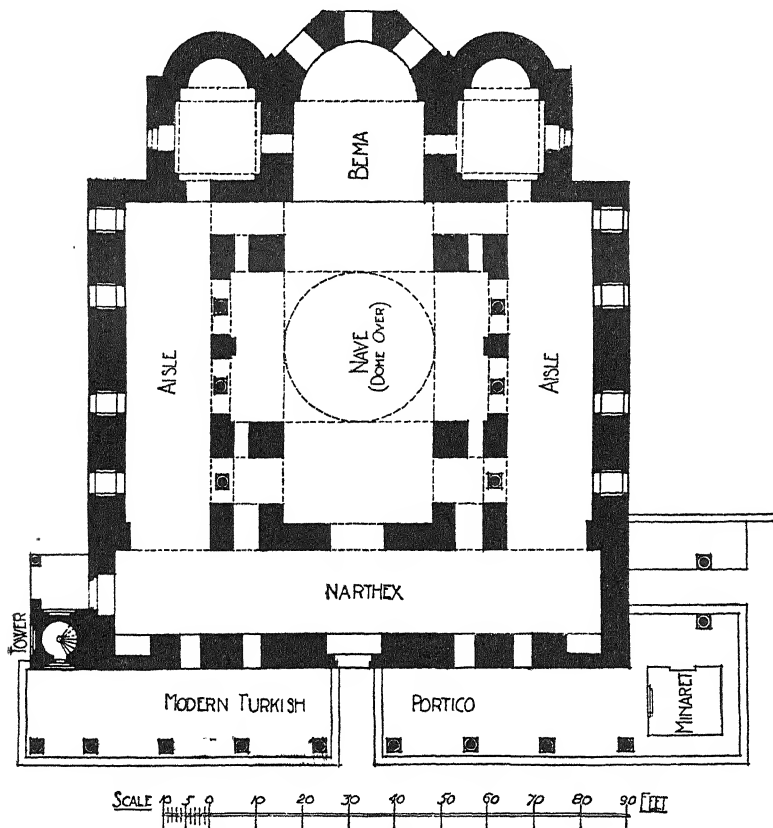 BEMA
AISLE
NAVE
(DOME OVER)
AISLE
NARTHEX
TOWER
MODERN TURKISH PORTICO
MINARET
SCALE 10 5 0 10 20 30 40 50 60 70 80 90 FEET